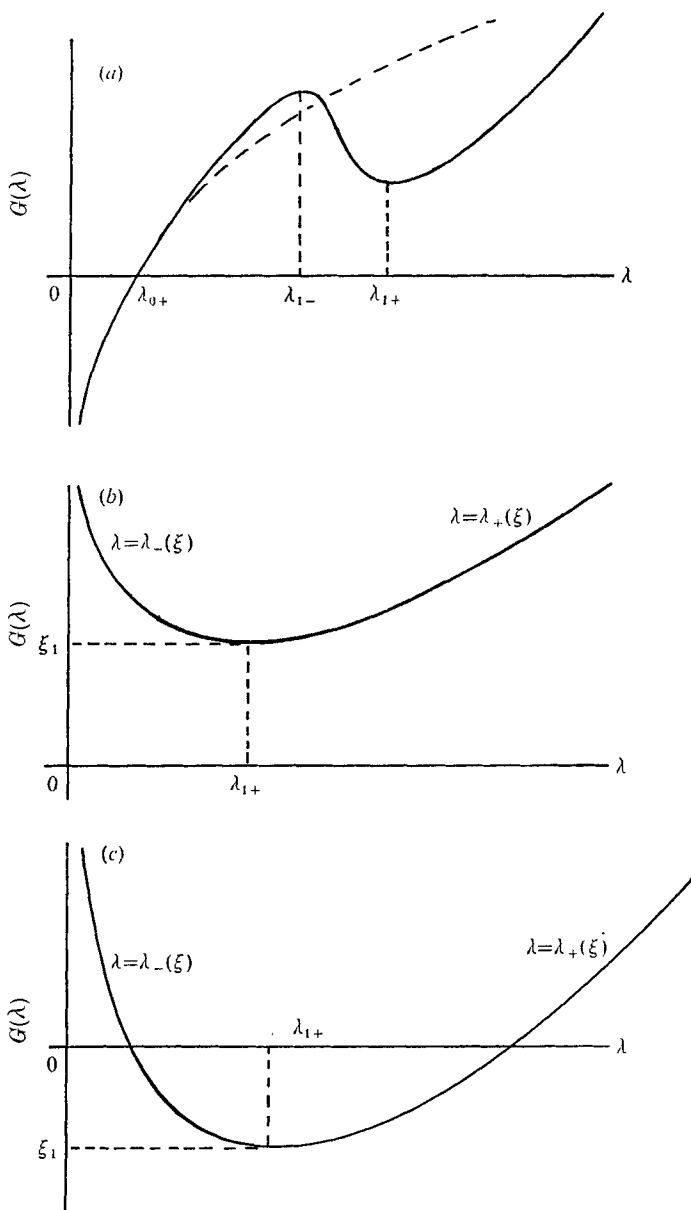 (a)
G(λ)
0
λ₀₊
λ₁₋
λ₁₊
λ
(b)
λ=λ₋(ξ)
λ=λ₊(ξ)
G(λ)
ξ₁
0
λ₁₊
λ
(c)
λ=λ₋(ξ)
λ=λ₊(ξ)
G(λ)
λ₁₊
0
λ
ξ₁